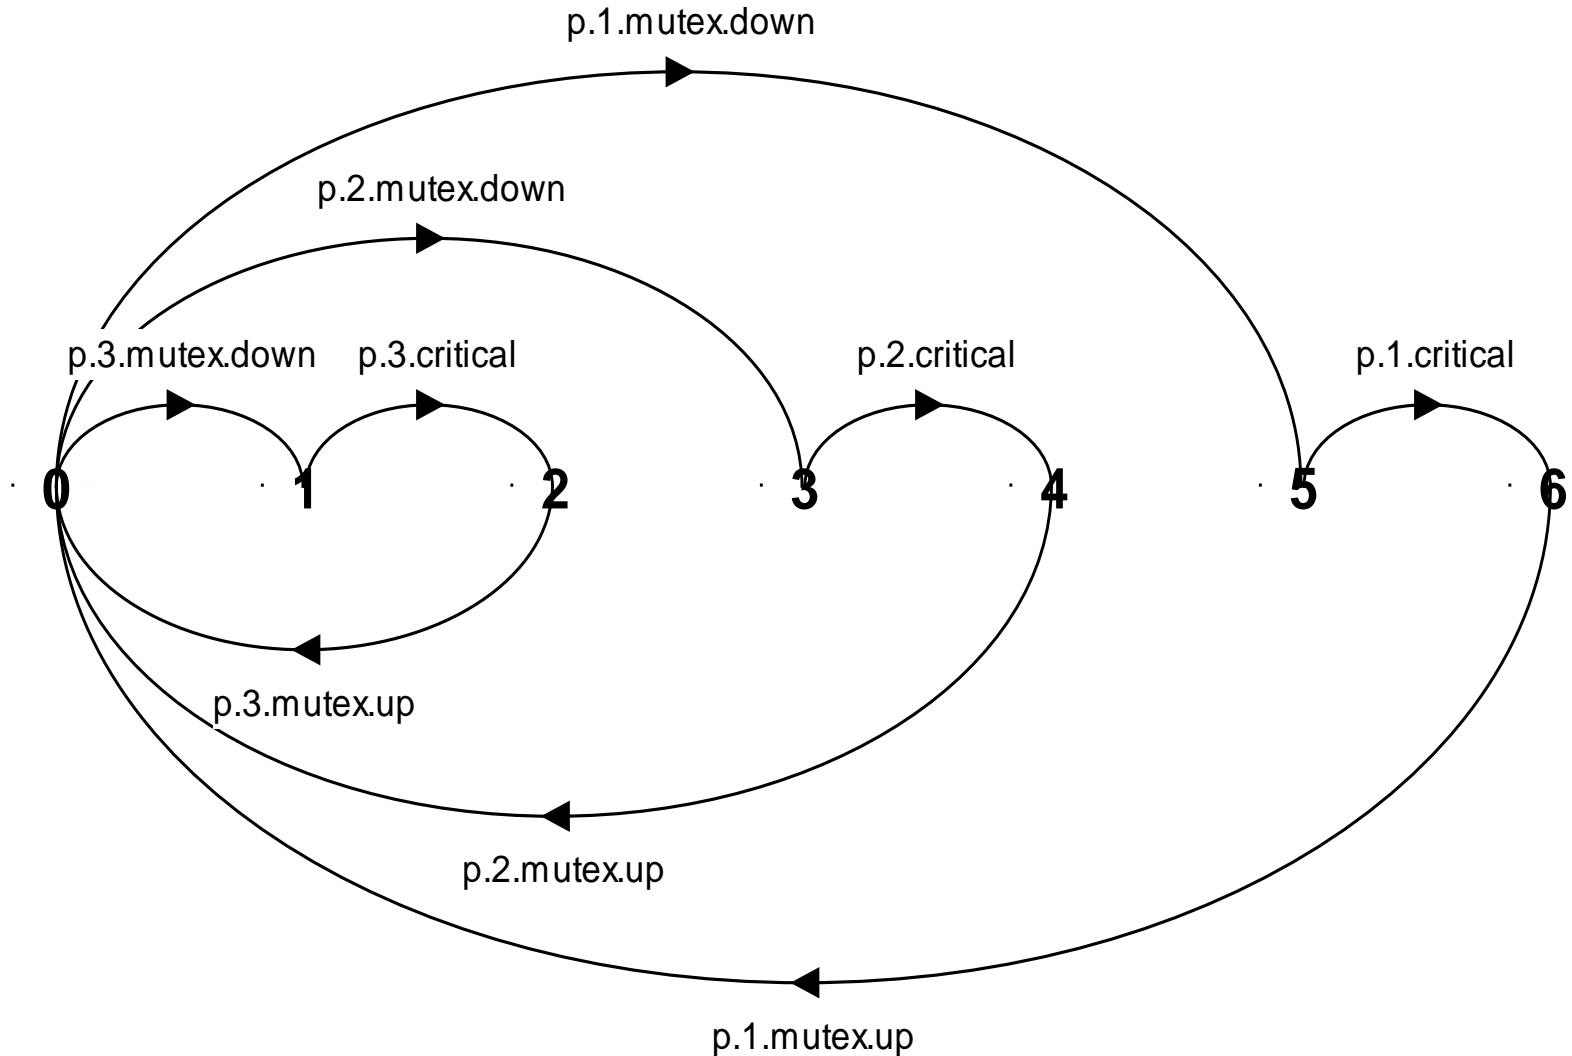 p.1.mutex.down
p.2.mutex.down
p.3.mutex.down p.3.critical p.2.critical p.1.critical
0 1 2 3 4 5 6
p.3.mutex.up
p.2.mutex.up
p.1.mutex.up